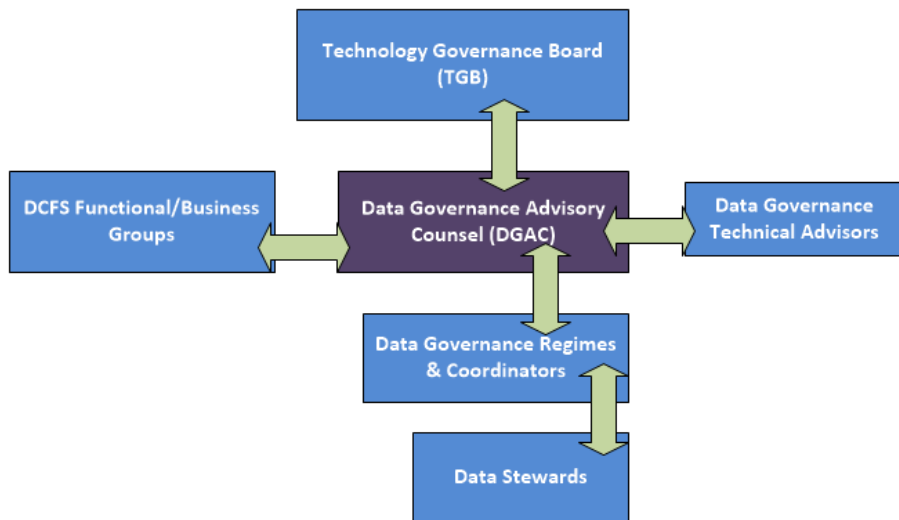 Technology Governance Board
(TGB)
DCFS Functional/Business
Groups
Data Governance Advisory
Counsel (DGAC)
Data Governance
Technical Advisors
Data Governance Regimes
& Coordinators
Data Stewards